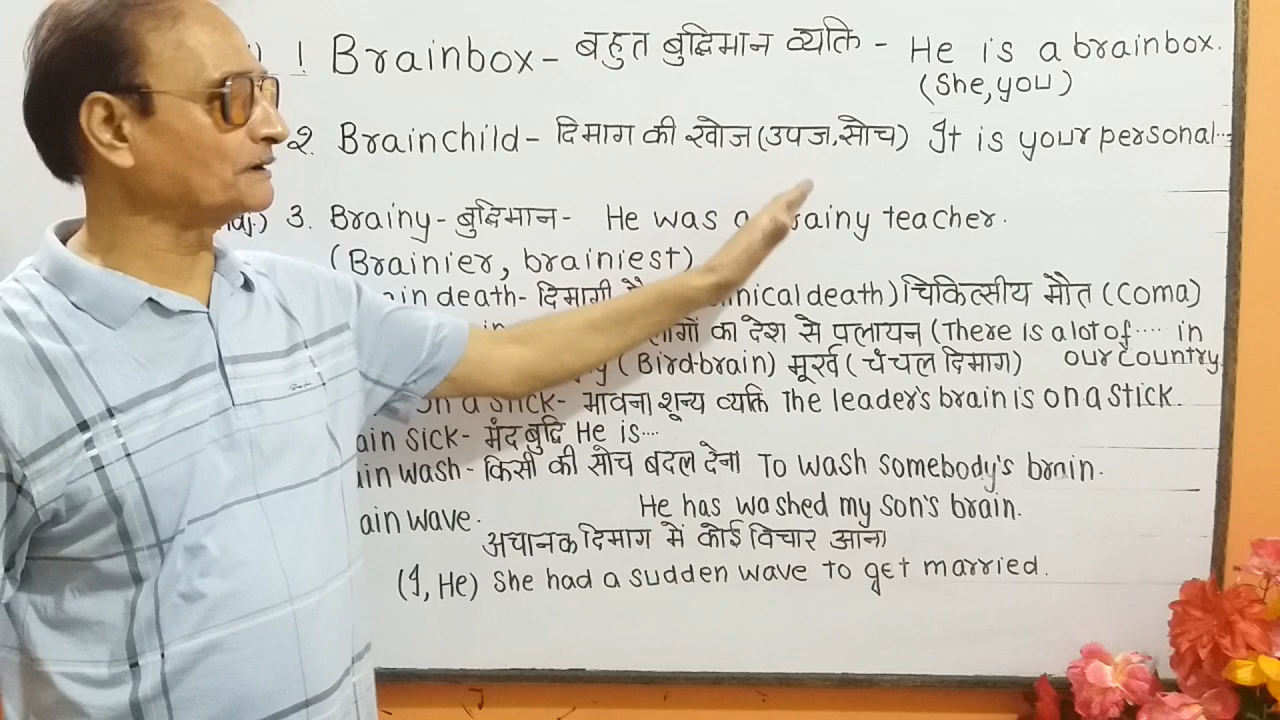 1 Brainbox - बहुत बुद्धिमान व्यक्ति - He is a brainbox.
(She, you)
2. Brainchild - दिमाग की खोज (उपज, सोच) It is your personal...
3. Brainy - बुद्धिमान - He was a brainy teacher.
(Brainier, brainiest)
in death - दिमागी nical death) चिकित्सीय मौत (coma)
लोगों का देश से पलायन (There is a lot of .... in
(Bird-brain) मूर्ख (चंचल दिमाग) our country
on a stick - भावना शून्य व्यक्ति The leader's brain is on a stick.
ain sick - मंद बुद्धि He is....
ain wash - किसी की सोच बदल देना To wash somebody's brain.
He has washed my son's brain.
ain wave.
अचानक दिमाग में कोई विचार आना
(I, He) She had a sudden wave to get married.